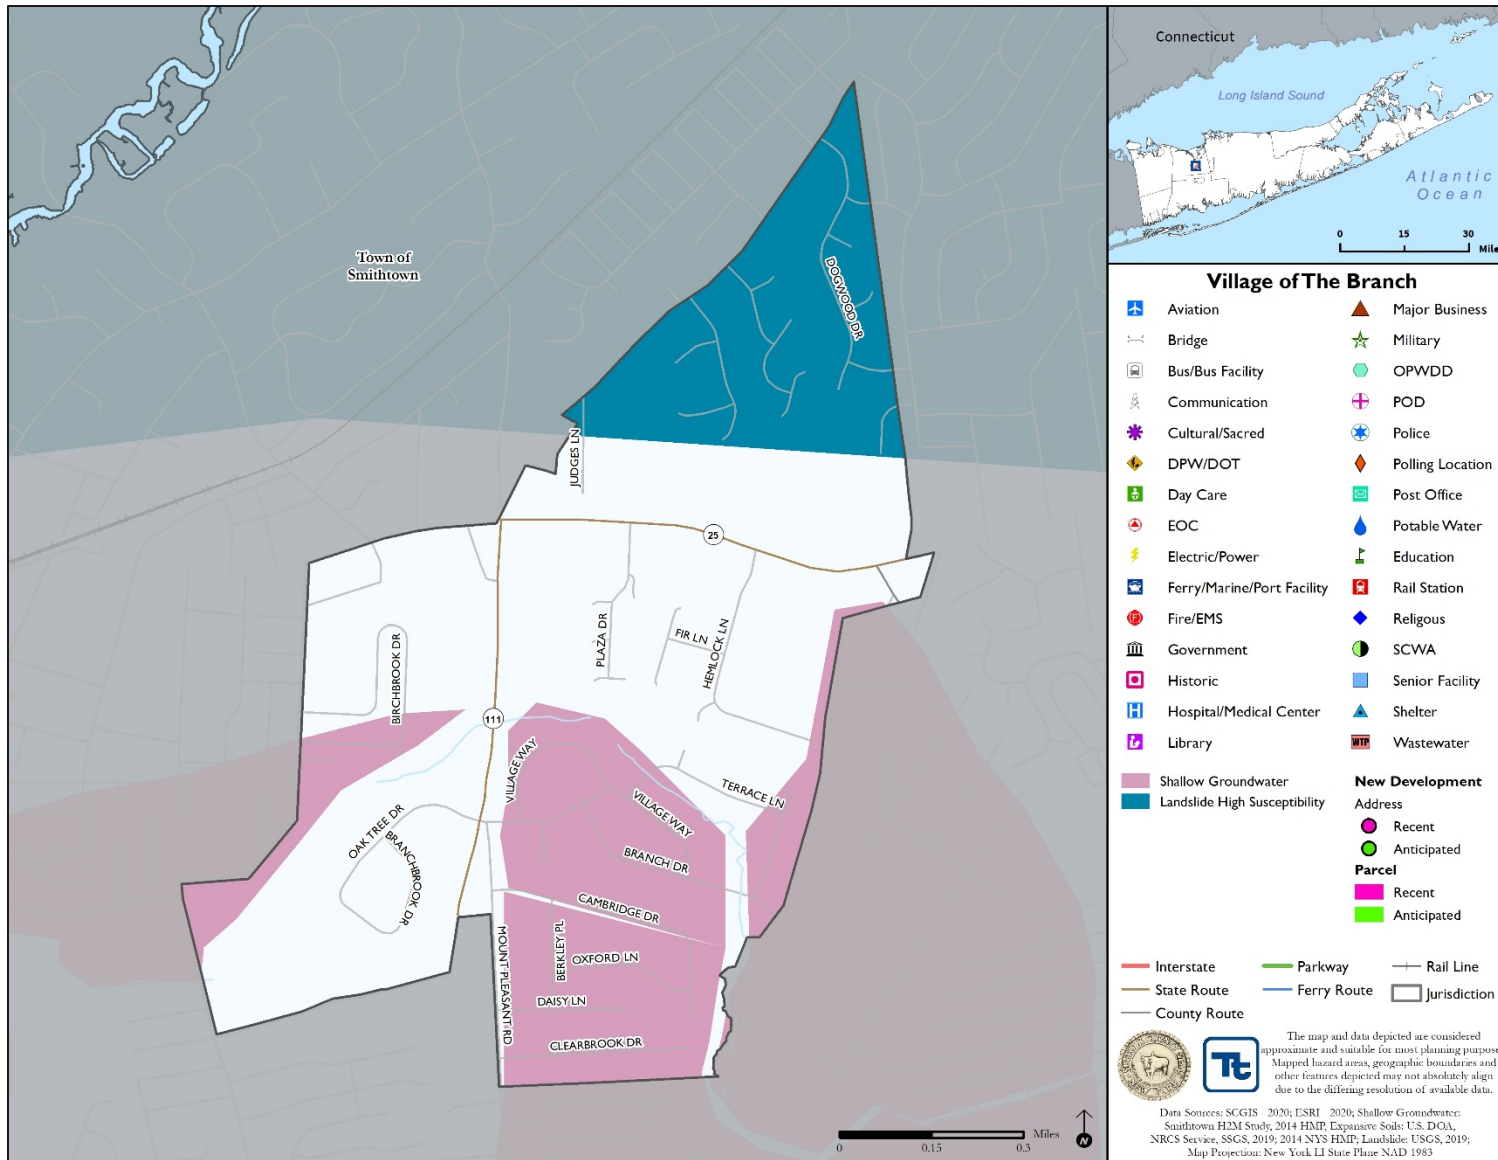 Town of
Smithtown
DOGWOOD DR
JUDGES LN
25
PLAZA DR
FIR LN
HEMLOCK LN
BIRCHBROOK DR
111
VILLAGE WAY
VILLAGE WAY
TERRACE LN
OAK TREE DR
BRANCHBROOK DR
BRANCH DR
CAMBRIDGE DR
MOUNT PLEASANT RD
BERKLEY PL
OXFORD LN
DAISY LN
CLEARBROOK DR
0 0.15 0.3 Miles
N
Connecticut
Long Island Sound
Atlantic
Ocean
0 15 30
Mile
Village of The Branch
Aviation
Bridge
Bus/Bus Facility
Communication
Cultural/Sacred
DPW/DOT
Day Care
EOC
Electric/Power
Ferry/Marine/Port Facility
Fire/EMS
Government
Historic
Hospital/Medical Center
Library
Major Business
Military
OPWDD
POD
Police
Polling Location
Post Office
Potable Water
Education
Rail Station
Religous
SCWA
Senior Facility
Shelter
WTP Wastewater
Shallow Groundwater
Landslide High Susceptibility
New Development
Address
Recent
Anticipated
Parcel
Recent
Anticipated
Interstate
Parkway
Rail Line
State Route
Ferry Route
Jurisdiction
County Route
Tt
The map and data depicted are considered
approximate and suitable for most planning purpose
Mapped hazard areas, geographic boundaries and
other features depicted may not absolutely align
due to the differing resolution of available data.
Data Sources: SCGIS - 2020; ESRI - 2020; Shallow Groundwater:
Smithtown H2M Study, 2014 HMP, Expansive Soils: U.S. DOA,
NRCS Service, SSGS, 2019; 2014 NYS HMP; Landslide: USGS, 2019;
Map Projection: New York LI State Plane NAD 1983